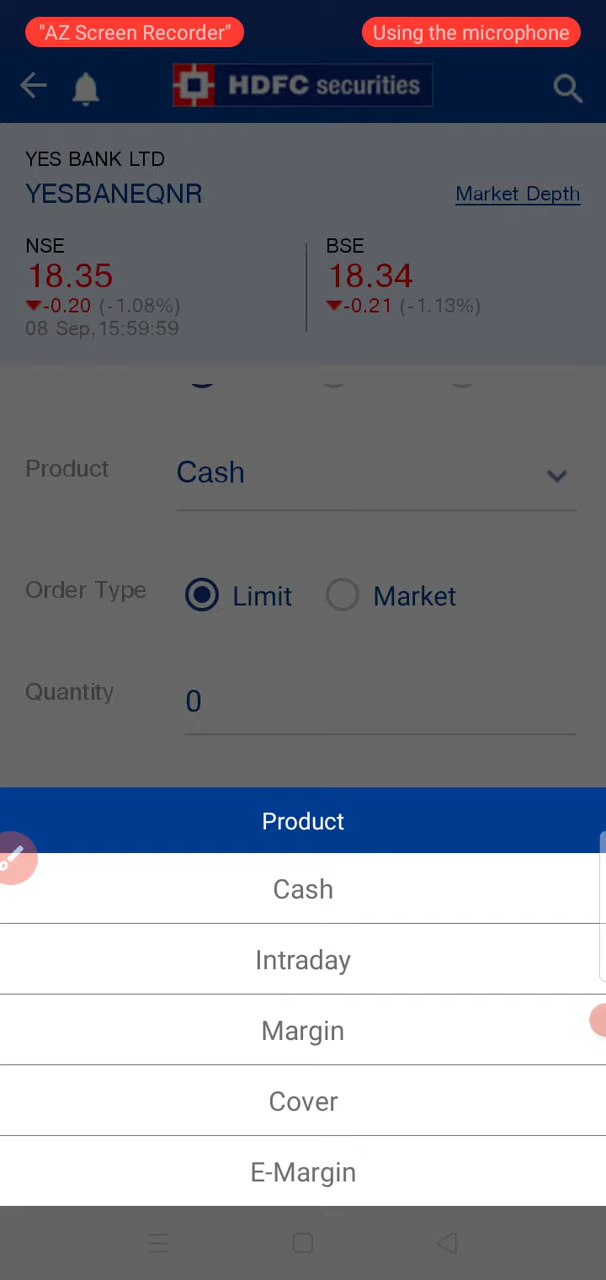 "AZ Screen Recorder" Using the microphone
HDFC securities
YES BANK LTD
YESBANEQNR Market Depth
NSE BSE
18.35 18.34
-0.20 (-1.08%) -0.21 (-1.13%)
08 Sep,15:59:59
Product Cash
Order Type Limit Market
Quantity 0
Product
Cash
Intraday
Margin
Cover
E-Margin